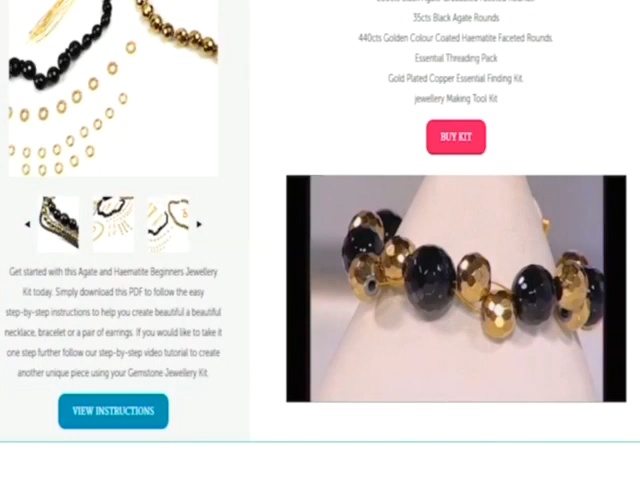 35cts Black Agate Rounds
440cts Golden Colour Coated Haematite Faceted Rounds.
Essential Threading Pack
Gold Plated Copper Essential Finding Kit.
jewellery Making Tool Kit
BUY KIT
Get started with this Agate and Haematite Beginners Jewellery
Kit today. Simply download this PDF to follow the easy
step-by-step instructions to help you create beautiful a beautiful
necklace, bracelet or a pair of earrings. If you would like to take it
one step further follow our step-by-step video tutorial to create
another unique piece using your Gemstone Jewellery Kit.
VIEW INSTRUCTIONS